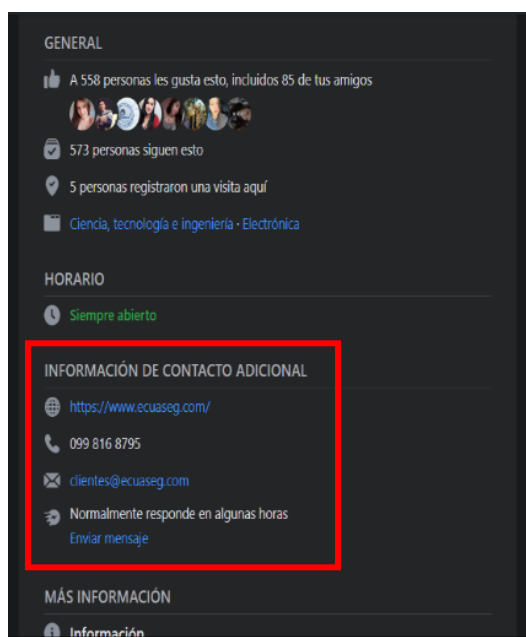 GENERAL
A 558 personas les gusta esto, incluidos 85 de tus amigos
573 personas siguen esto
5 personas registraron una visita aquí
Ciencia, tecnología e ingeniería · Electrónica
HORARIO
Siempre abierto
INFORMACIÓN DE CONTACTO ADICIONAL
https://www.ecuaseg.com/
099 816 8795
clientes@ecuaseg.com
Normalmente responde en algunas horas
Enviar mensaje
MÁS INFORMACIÓN
Información